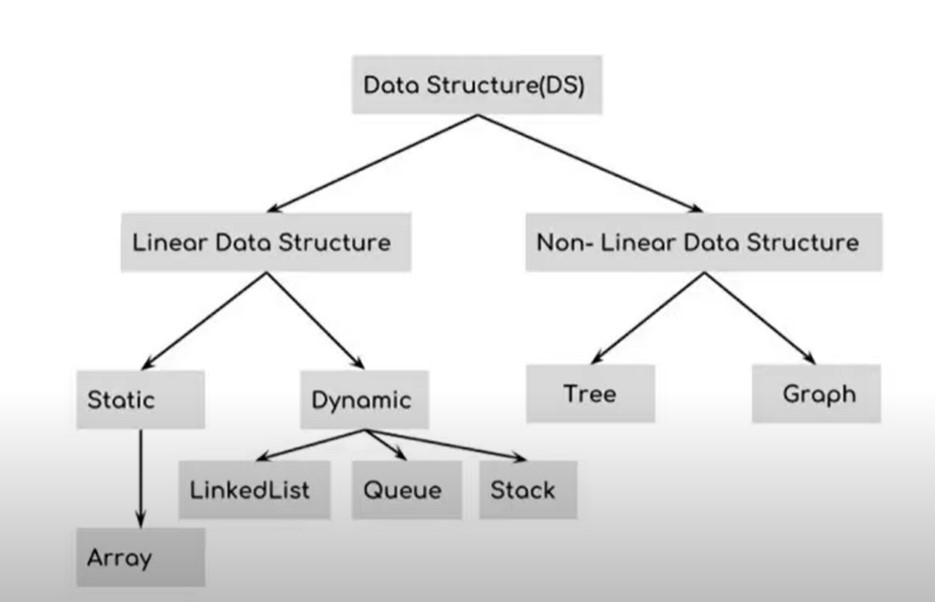 Data Structure(DS)
Linear Data Structure
Non- Linear Data Structure
Static
Dynamic
Tree
Graph
LinkedList
Queue
Stack
Array